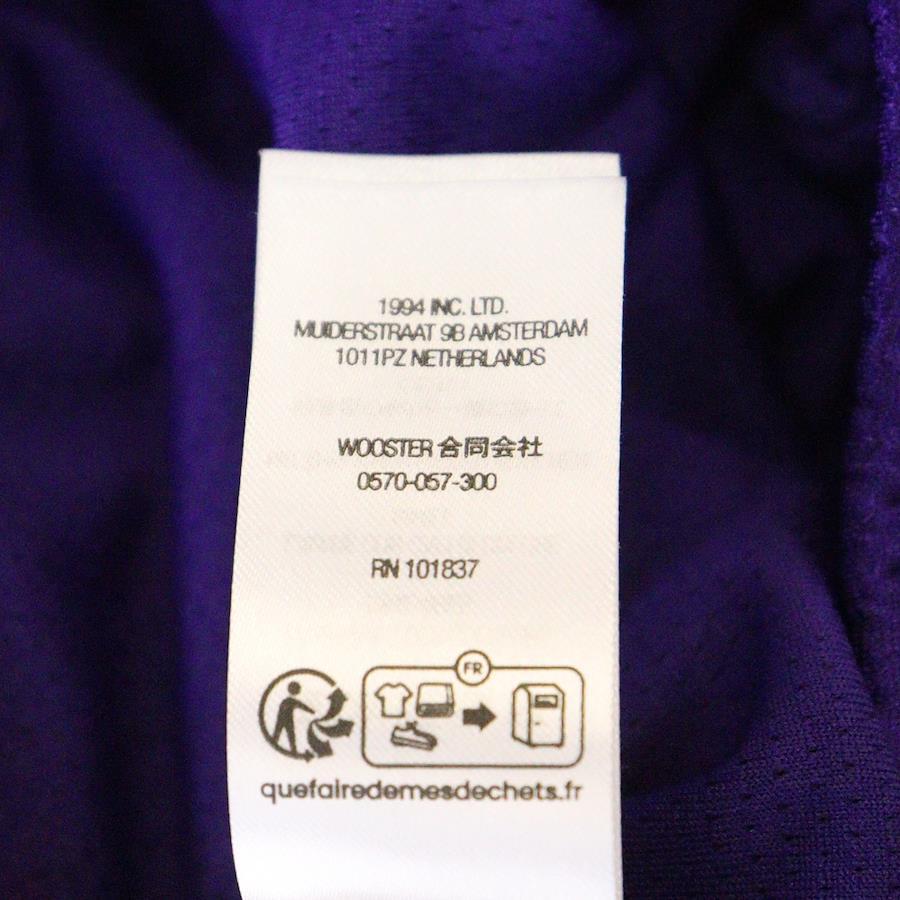 1994 INC. LTD.
MUIDERSTRAAT 9B AMSTERDAM
1011PZ NETHERLANDS
WOOSTER 合同会社
0570-057-300
RN 101837
FR
quefairedemesdechets.fr